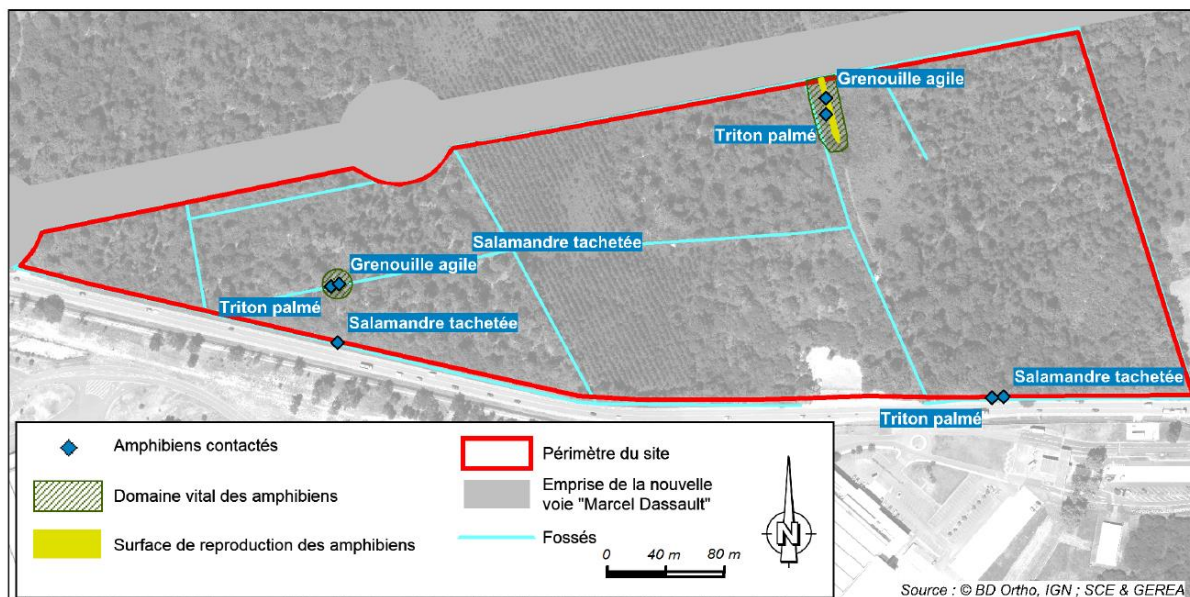 Grenouille agile
Triton palmé
Salamandre tachetée
Grenouille agile
Triton palmé
Salamandre tachetée
Salamandre tachetée
Triton palmé
Amphibiens contactés
Domaine vital des amphibiens
Surface de reproduction des amphibiens
Périmètre du site
Emprise de la nouvelle
voie "Marcel Dassault"
Fossés
0 40 m 80 m
N
Source : © BD Ortho, IGN ; SCE & GEREA